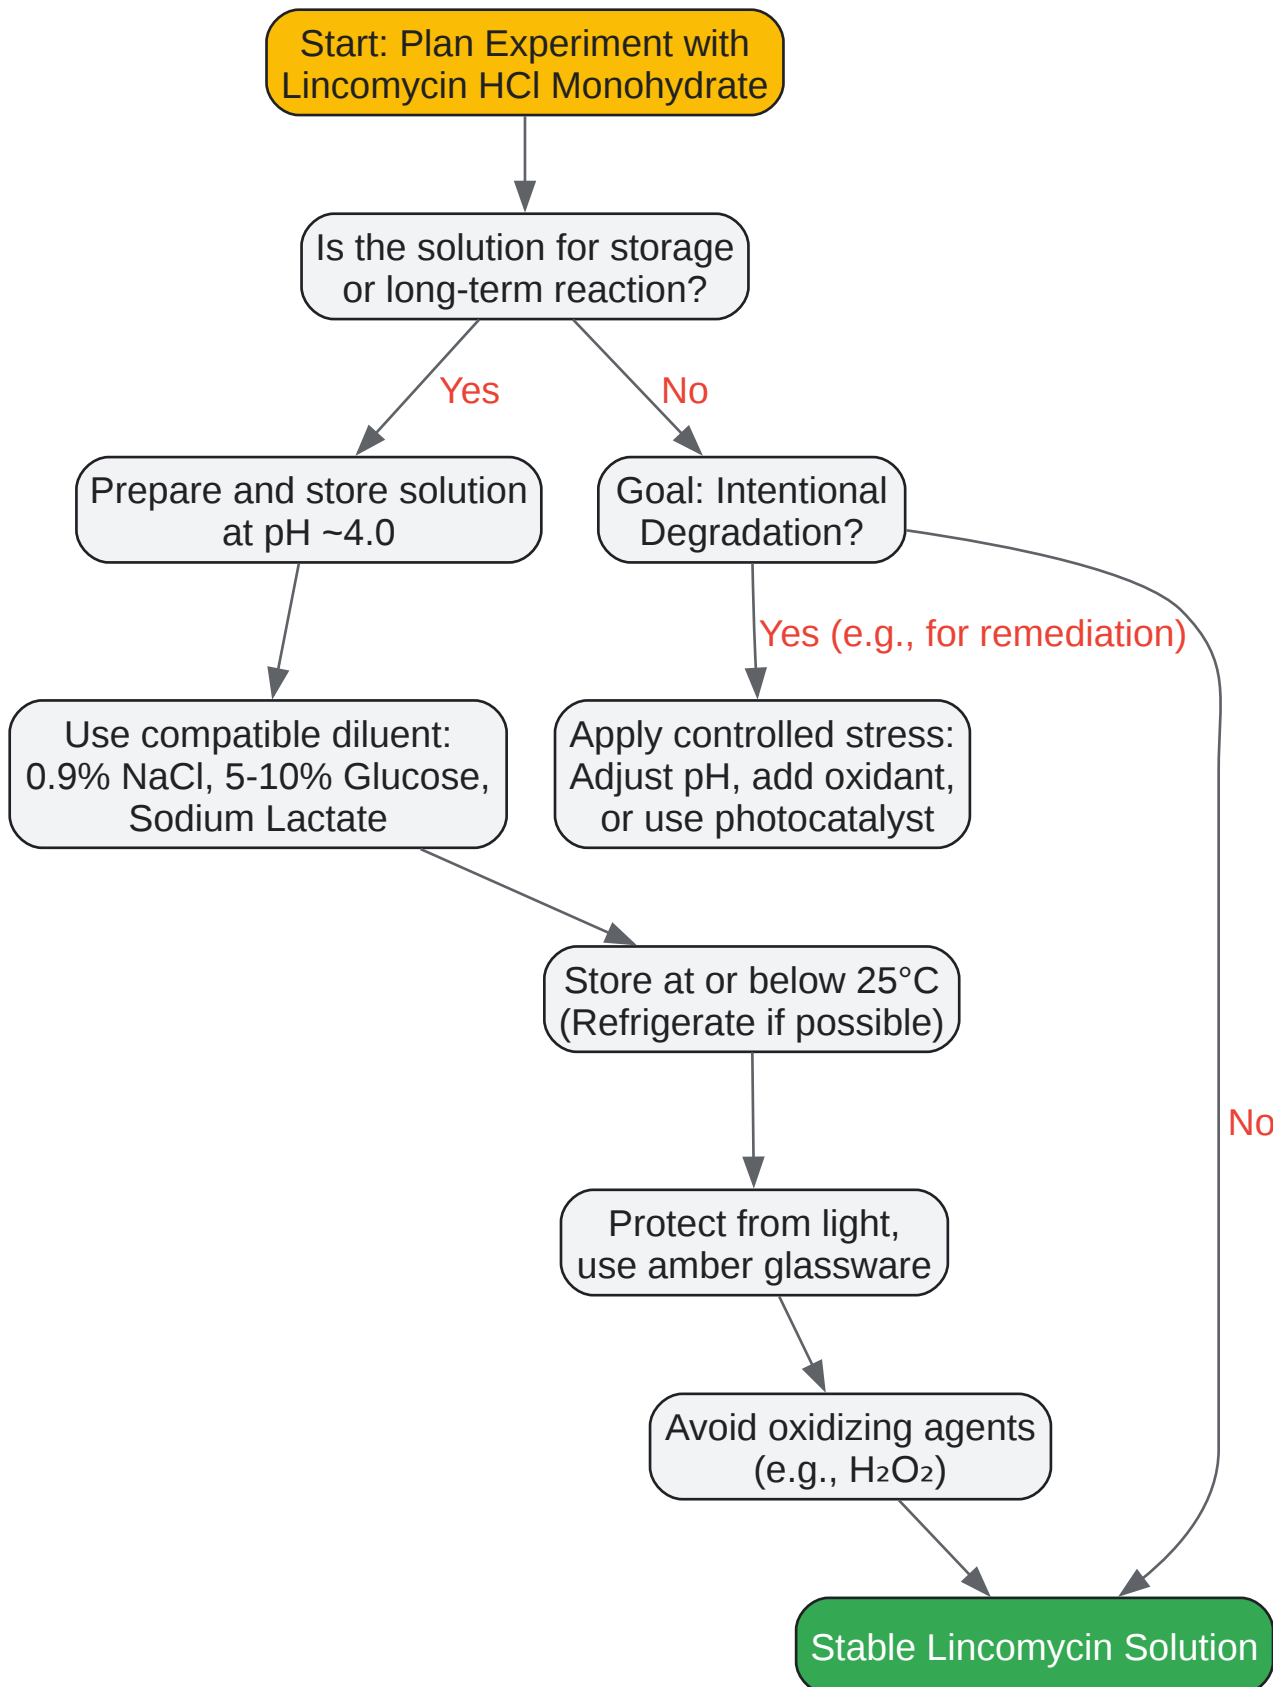 Start: Plan Experiment with
Lincomycin HCl Monohydrate
Is the solution for storage
or long-term reaction?
Yes
No
Prepare and store solution
at pH ~4.0
Goal: Intentional
Degradation?
Yes (e.g., for remediation)
Use compatible diluent:
0.9% NaCl, 5-10% Glucose,
Sodium Lactate
Apply controlled stress:
Adjust pH, add oxidant,
or use photocatalyst
Store at or below 25°C
(Refrigerate if possible)
No
Protect from light,
use amber glassware
Avoid oxidizing agents
(e.g., H₂O₂)
Stable Lincomycin Solution